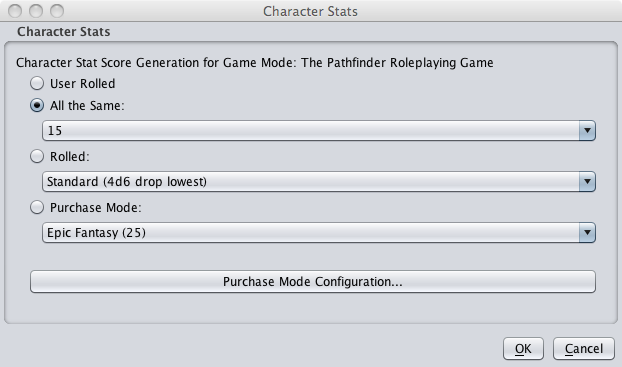 Character Stats
Character Stats
Character Stat Score Generation for Game Mode: The Pathfinder Roleplaying Game
User Rolled
All the Same:
15
Rolled:
Standard (4d6 drop lowest)
Purchase Mode:
Epic Fantasy (25)
Purchase Mode Configuration...
OK Cancel